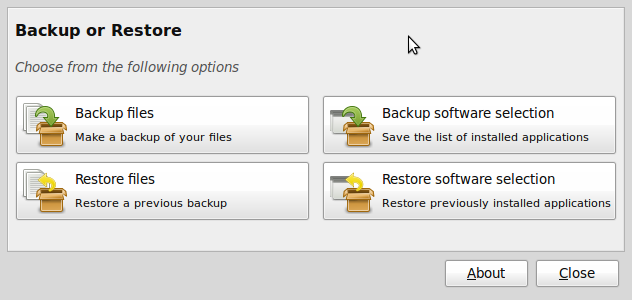 Backup or Restore
Choose from the following options
Backup files
Make a backup of your files
Backup software selection
Save the list of installed applications
Restore files
Restore a previous backup
Restore software selection
Restore previously installed applications
About
Close